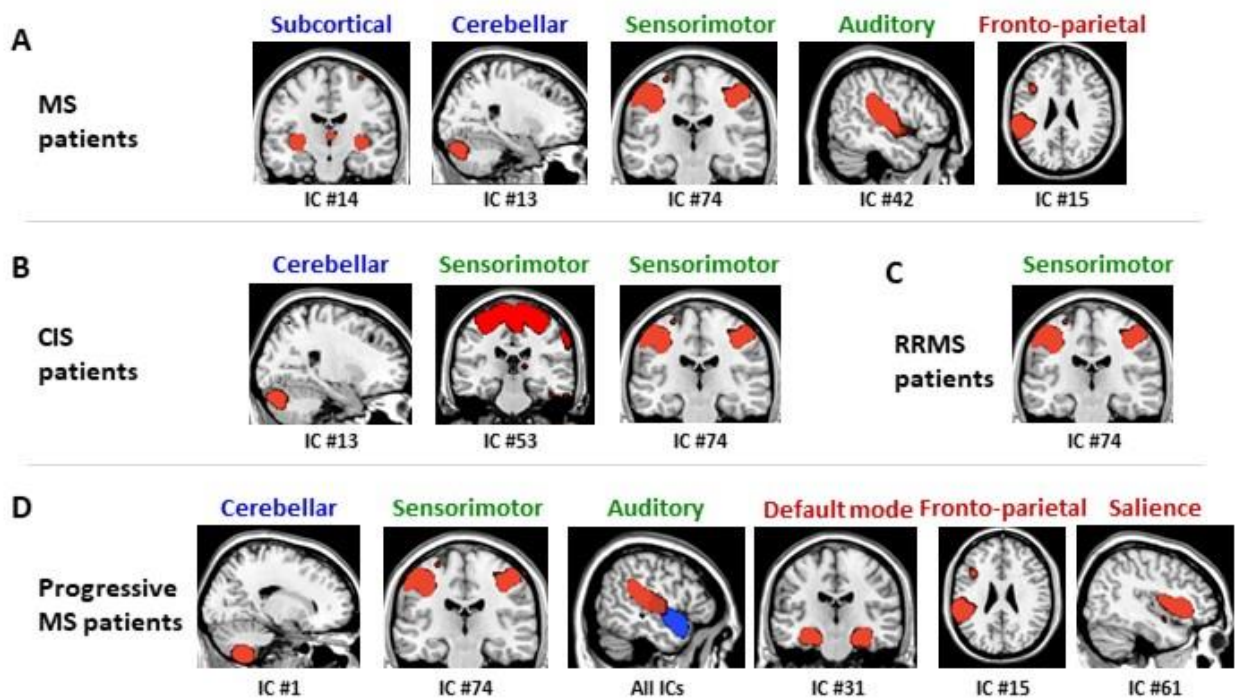 A
MS
patients
Subcortical Cerebellar Sensorimotor Auditory Fronto-parietal
IC #14 IC #13 IC #74 IC #42 IC #15
B
CIS
patients
Cerebellar Sensorimotor Sensorimotor
IC #13 IC #53 IC #74
C
RRMS
patients
Sensorimotor
IC #74
D
Progressive
MS patients
Cerebellar Sensorimotor Auditory Default mode Fronto-parietal Salience
IC #1 IC #74 All ICs IC #31 IC #15 IC #61